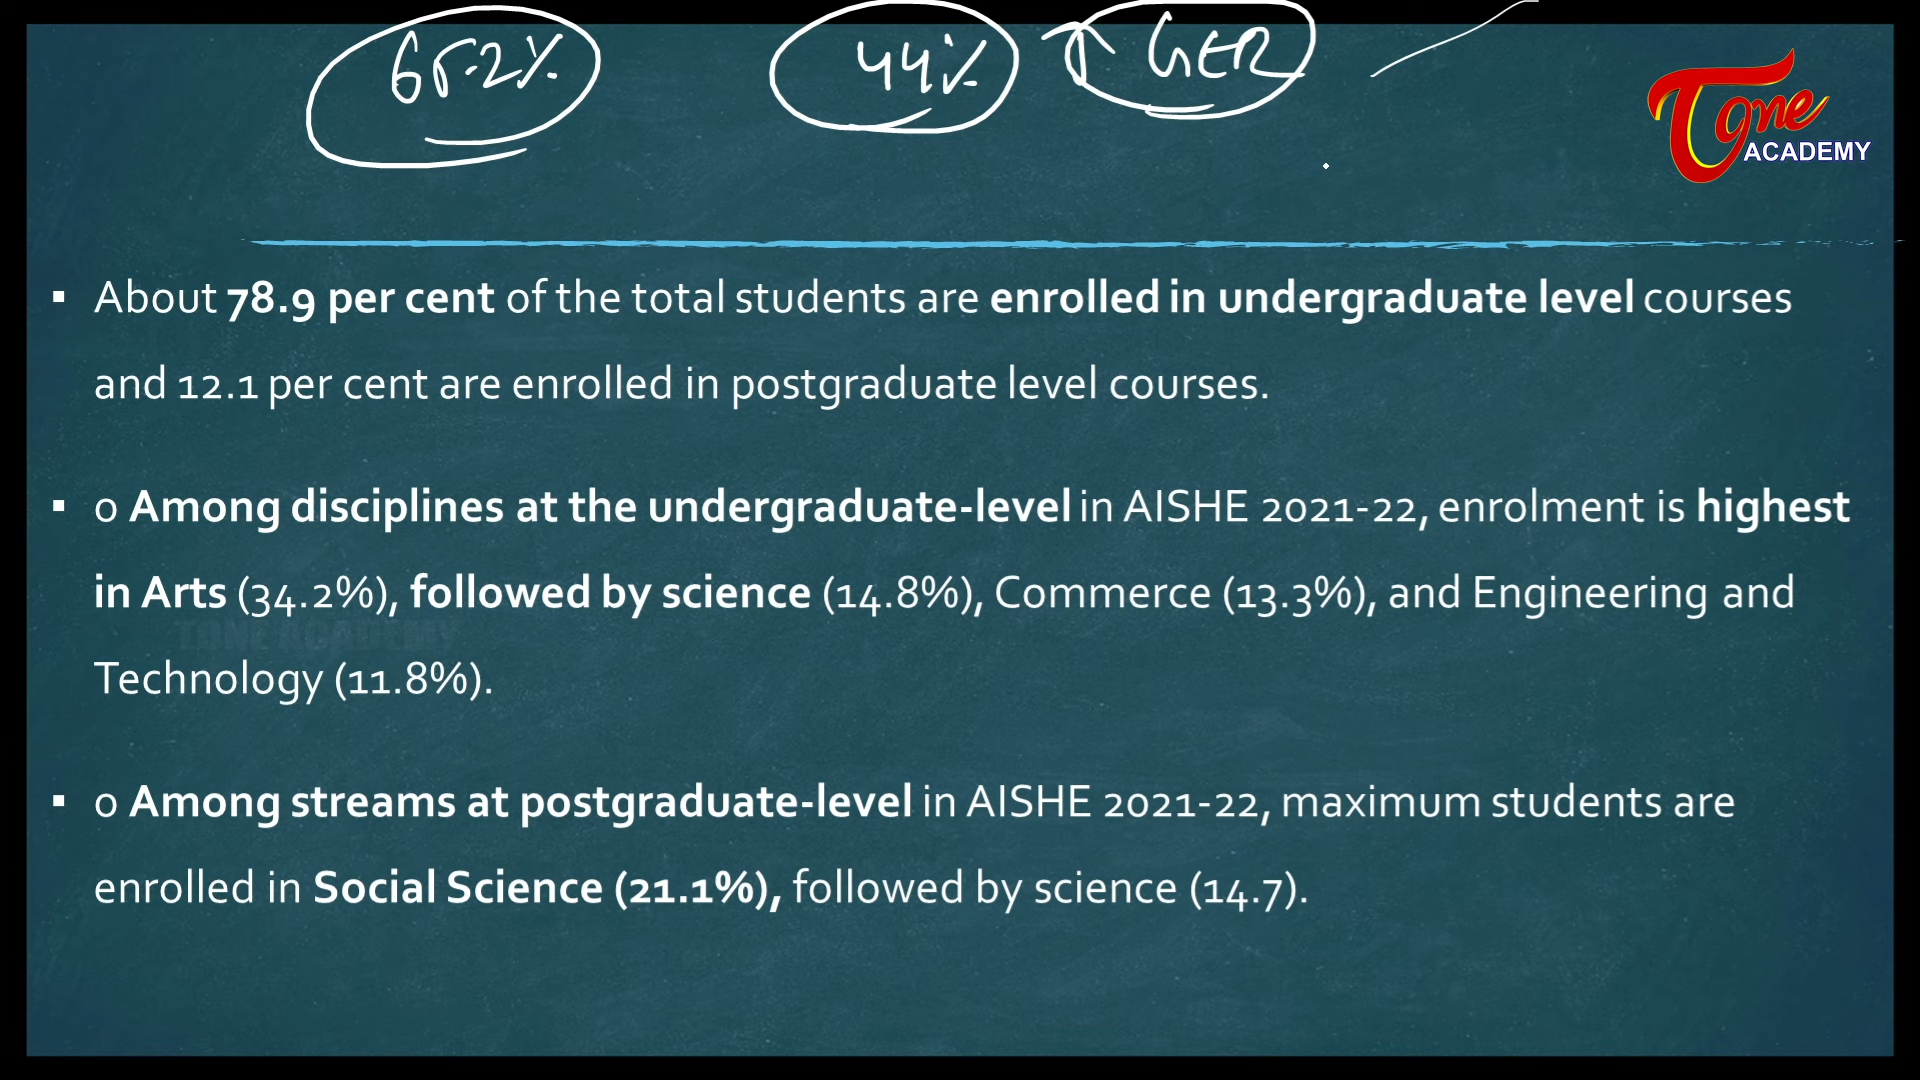 65.2% 44% GER
Tone
ACADEMY
▪ About 78.9 per cent of the total students are enrolled in undergraduate level courses
and 12.1 per cent are enrolled in postgraduate level courses.
▪ o Among disciplines at the undergraduate-level in AISHE 2021-22, enrolment is highest
in Arts (34.2%), followed by science (14.8%), Commerce (13.3%), and Engineering and
TONE ACADEMY
Technology (11.8%).
▪ o Among streams at postgraduate-level in AISHE 2021-22, maximum students are
enrolled in Social Science (21.1%), followed by science (14.7).